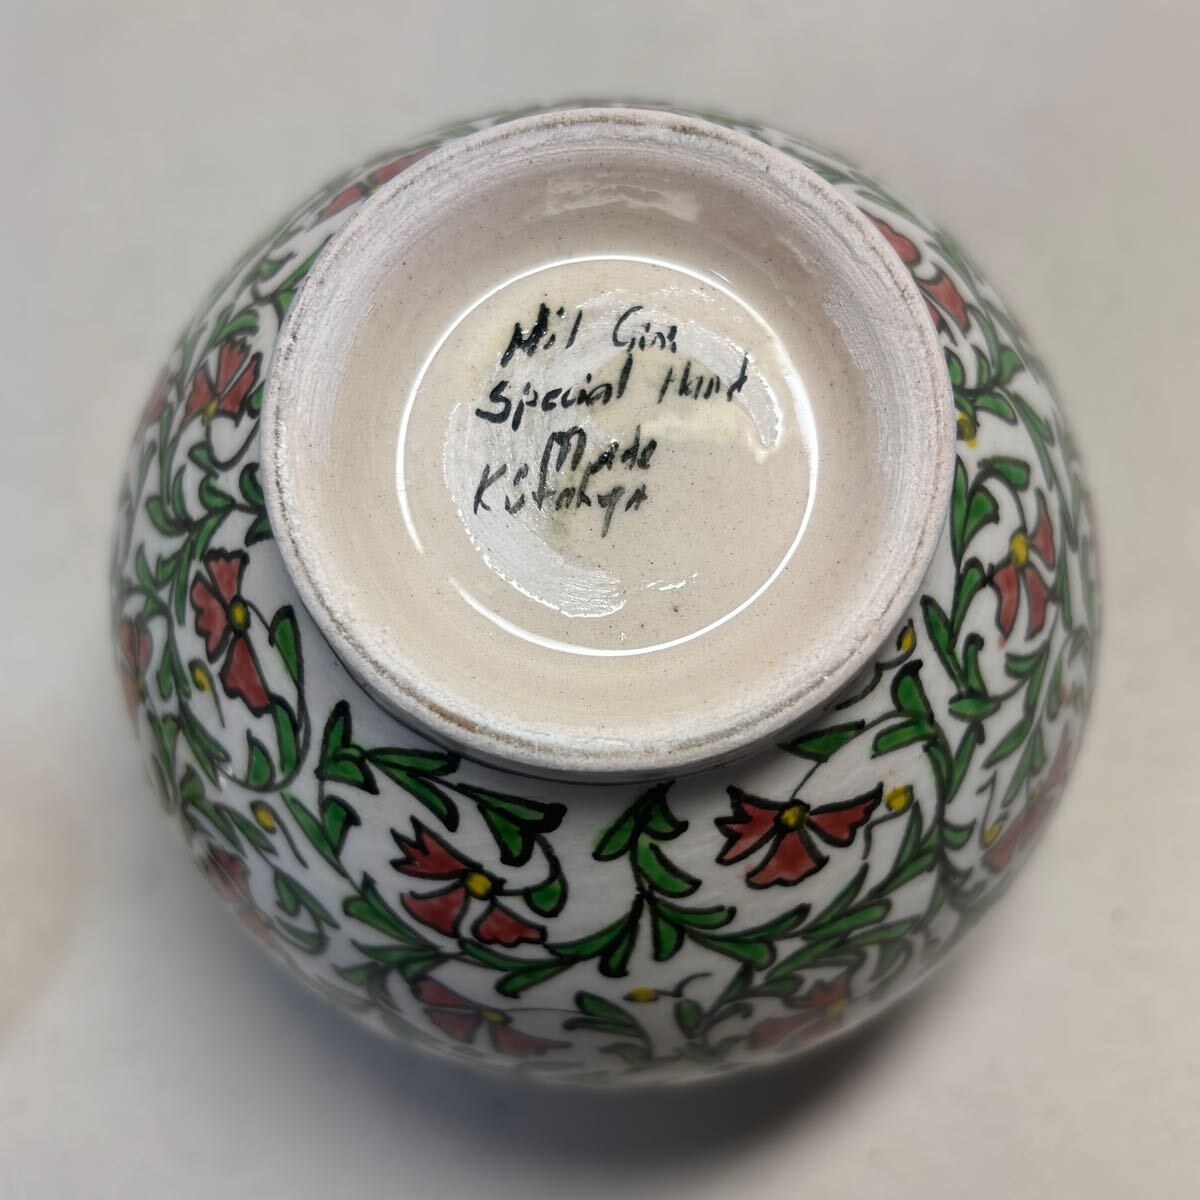 Nil Çini
Special Hand
Made
Kütahya